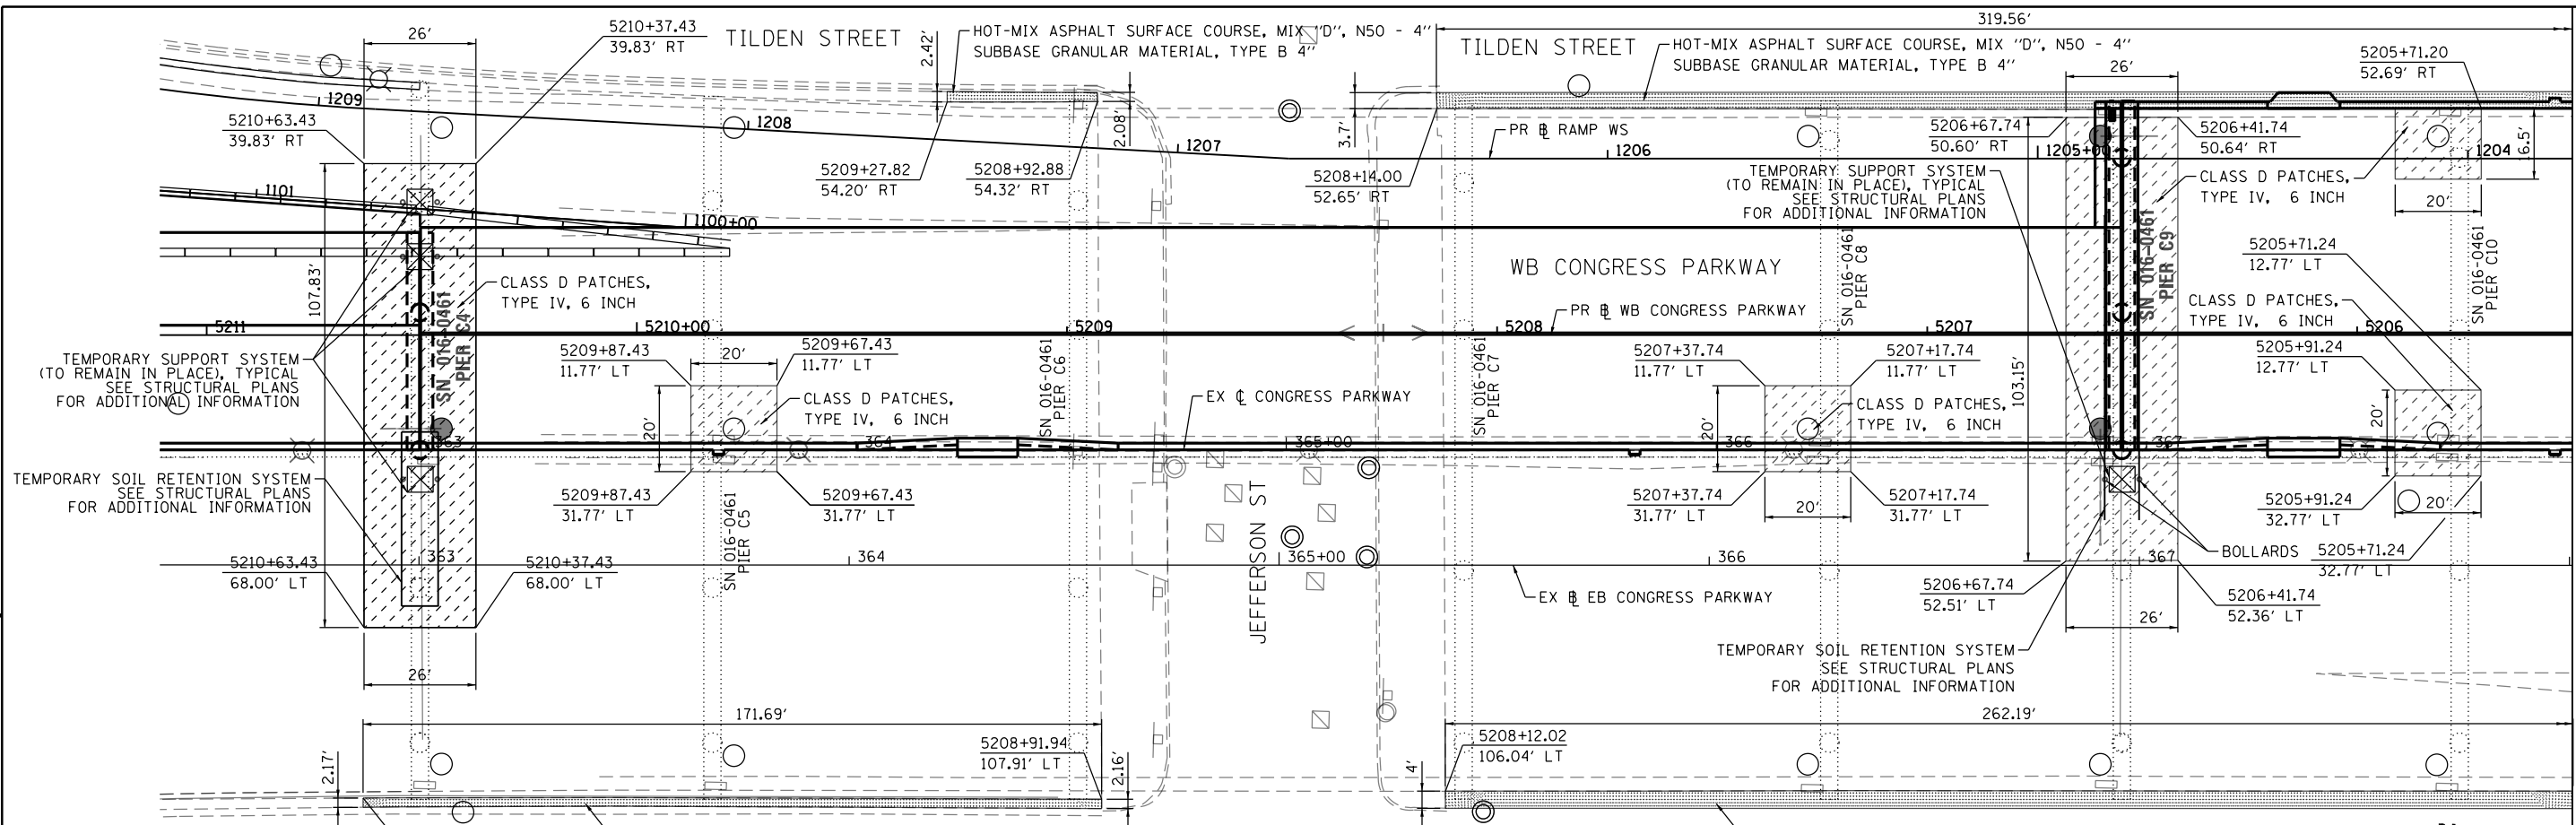 26'
5210+37.43
39.83' RT
TILDEN STREET
2.42'
HOT-MIX ASPHALT SURFACE COURSE, MIX "D", N50 - 4"
SUBBASE GRANULAR MATERIAL, TYPE B 4"
TILDEN STREET
319.56'
HOT-MIX ASPHALT SURFACE COURSE, MIX "D", N50 - 4"
SUBBASE GRANULAR MATERIAL, TYPE B 4"
26'
5205+71.20
52.69' RT
1209
5210+63.43
39.83' RT
1208
1207
2.08'
3.7'
PR ℄ RAMP WS
1206
5206+67.74
50.60' RT
1205+00
5206+41.74
50.64' RT
1204
16.5'
5209+27.82
54.20' RT
5208+92.88
54.32' RT
5208+14.00
52.65' RT
TEMPORARY SUPPORT SYSTEM
(TO REMAIN IN PLACE), TYPICAL
SEE STRUCTURAL PLANS
FOR ADDITIONAL INFORMATION
CLASS D PATCHES,
TYPE IV, 6 INCH
20'
1101
1100+00
107.83'
CLASS D PATCHES,
TYPE IV, 6 INCH
SN 016-0461
PIER C4
WB CONGRESS PARKWAY
SN 016-0461
PIER C8
SN 016-0461
PIER C9
5205+71.24
12.77' LT
SN 016-0461
PIER C10
CLASS D PATCHES,
TYPE IV, 6 INCH
5211
5210+00
5209
5208
PR ℄ WB CONGRESS PARKWAY
5207
5206
TEMPORARY SUPPORT SYSTEM
(TO REMAIN IN PLACE), TYPICAL
SEE STRUCTURAL PLANS
FOR ADDITIONAL INFORMATION
5209+87.43
11.77' LT
20'
5209+67.43
11.77' LT
SN 016-0461
PIER C6
SN 016-0461
PIER C7
5207+37.74
11.77' LT
5207+17.74
11.77' LT
103.15'
5205+91.24
12.77' LT
20'
CLASS D PATCHES,
TYPE IV, 6 INCH
EX ℄ CONGRESS PARKWAY
20'
CLASS D PATCHES,
TYPE IV, 6 INCH
20'
363
364
365+00
366
367
TEMPORARY SOIL RETENTION SYSTEM
SEE STRUCTURAL PLANS
FOR ADDITIONAL INFORMATION
5209+87.43
31.77' LT
5209+67.43
31.77' LT
SN 016-0461
PIER C5
JEFFERSON ST
5207+37.74
31.77' LT
20'
5207+17.74
31.77' LT
5205+91.24
32.77' LT
20'
5210+63.43
68.00' LT
363
5210+37.43
68.00' LT
364
365+00
366
367
BOLLARDS
5205+71.24
32.77' LT
EX ℄ EB CONGRESS PARKWAY
5206+67.74
52.51' LT
5206+41.74
52.36' LT
26'
26'
TEMPORARY SOIL RETENTION SYSTEM
SEE STRUCTURAL PLANS
FOR ADDITIONAL INFORMATION
171.69'
262.19'
2.17'
5208+91.94
107.91' LT
2.16'
4'
5208+12.02
106.04' LT